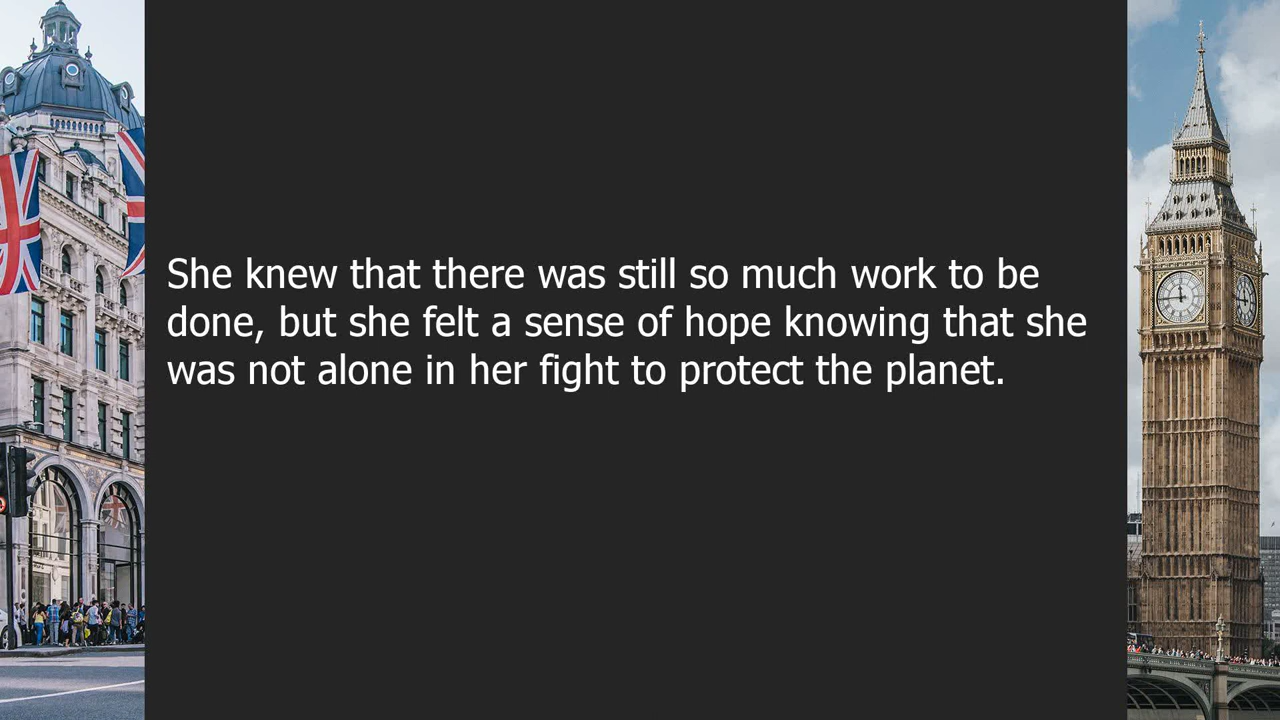 She knew that there was still so much work to be
done, but she felt a sense of hope knowing that she
was not alone in her fight to protect the planet.